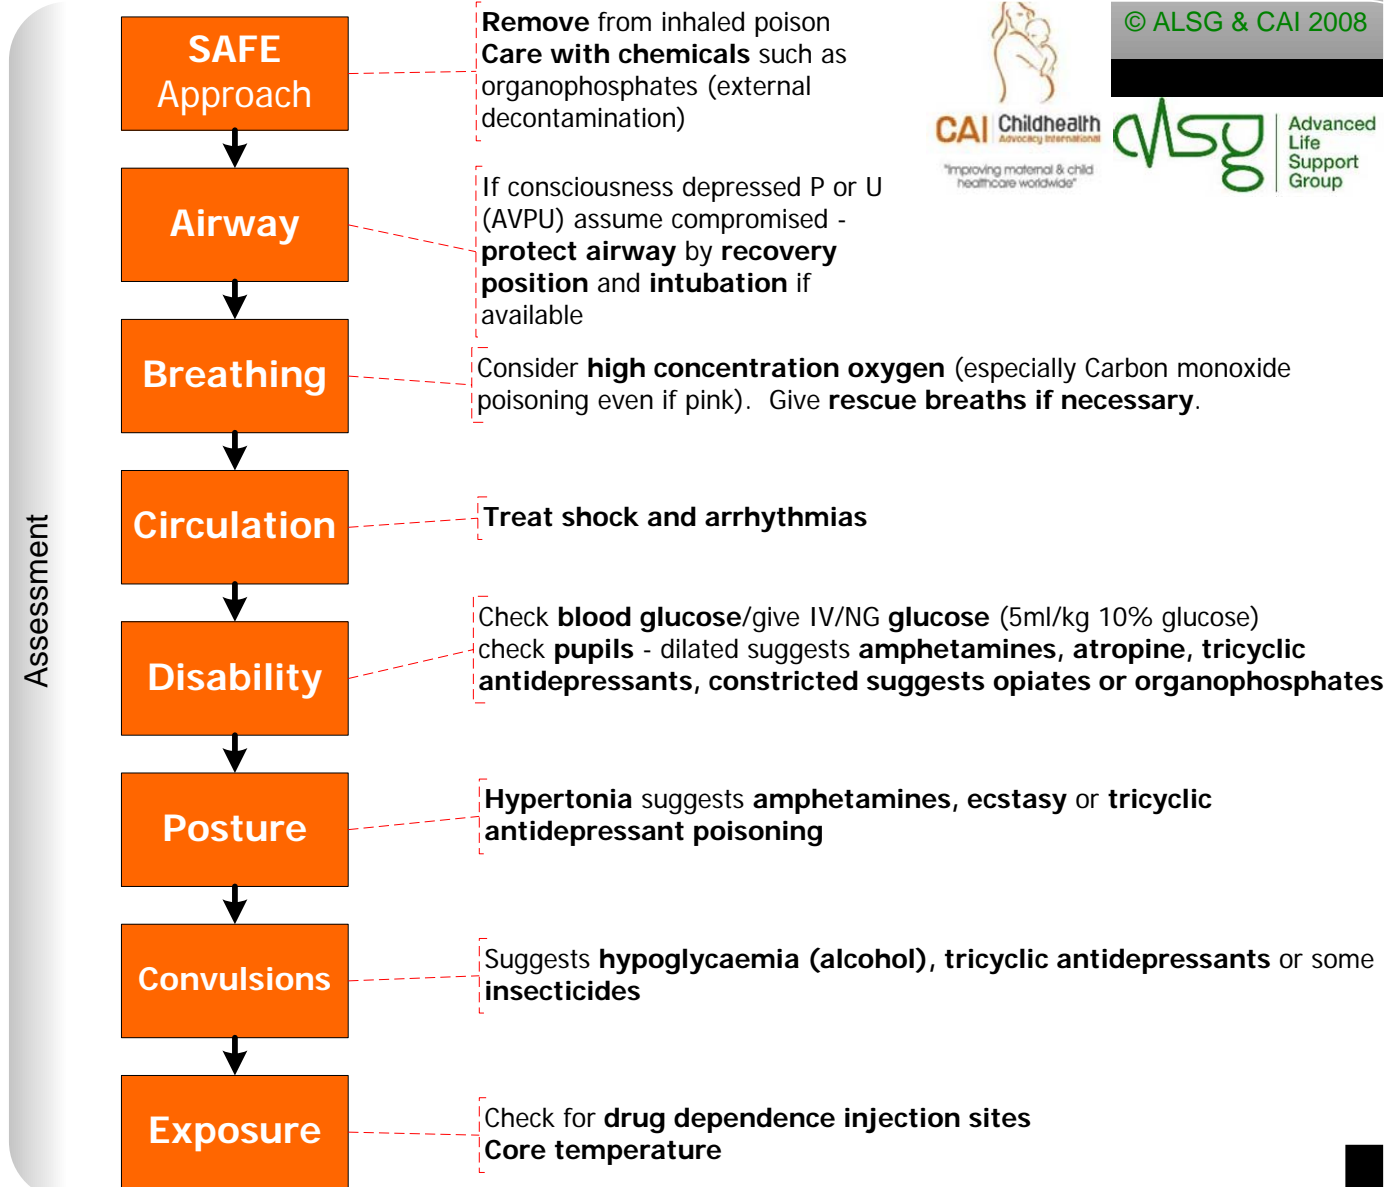 © ALSG & CAI 2008
CAI Childhealth
Advocacy International
"Improving maternal & child
healthcare worldwide"
alsg
Advanced
Life
Support
Group
Assessment
SAFE
Approach
Remove from inhaled poison
Care with chemicals such as
organophosphates (external
decontamination)
Airway
If consciousness depressed P or U
(AVPU) assume compromised -
protect airway by recovery
position and intubation if
available
Breathing
Consider high concentration oxygen (especially Carbon monoxide
poisoning even if pink).  Give rescue breaths if necessary.
Circulation
Treat shock and arrhythmias
Disability
Check blood glucose/give IV/NG glucose (5ml/kg 10% glucose)
check pupils - dilated suggests amphetamines, atropine, tricyclic
antidepressants, constricted suggests opiates or organophosphates
Posture
Hypertonia suggests amphetamines, ecstasy or tricyclic
antidepressant poisoning
Convulsions
Suggests hypoglycaemia (alcohol), tricyclic antidepressants or some
insecticides
Exposure
Check for drug dependence injection sites
Core temperature